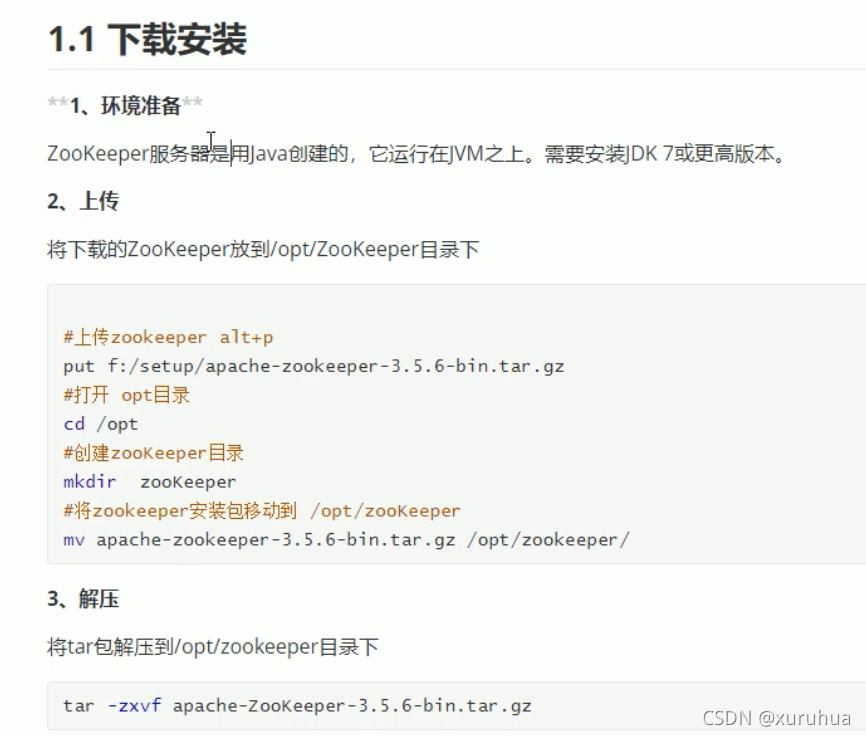 1.1 下载安装
**1、环境准备**
ZooKeeper服务器是用Java创建的，它运行在JVM之上。需要安装JDK 7或更高版本。
2、上传
将下载的ZooKeeper放到/opt/ZooKeeper目录下
#上传zookeeper alt+p
put f:/setup/apache-zookeeper-3.5.6-bin.tar.gz
#打开 opt目录
cd /opt
#创建zooKeeper目录
mkdir  zooKeeper
#将zookeeper安装包移动到 /opt/zooKeeper
mv apache-zookeeper-3.5.6-bin.tar.gz /opt/zookeeper/
3、解压
将tar包解压到/opt/zookeeper目录下
tar -zxvf apache-ZooKeeper-3.5.6-bin.tar.gz
CSDN @xuruhua